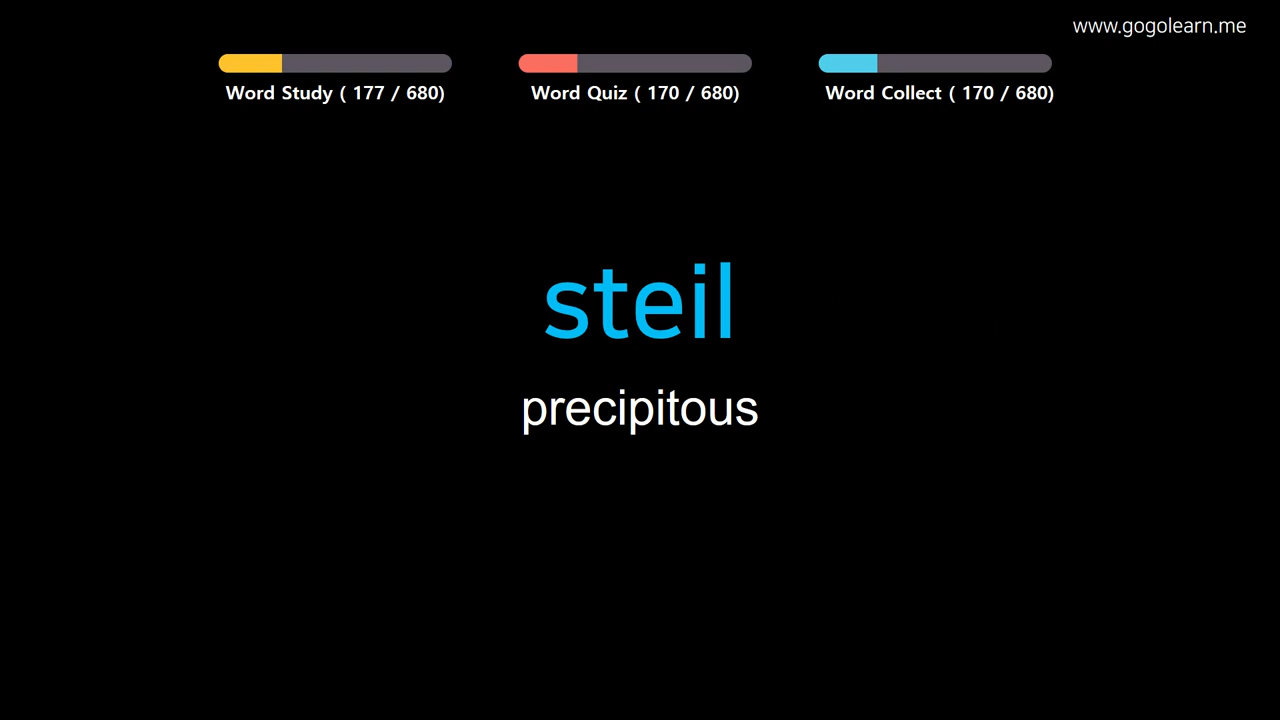 www.gogolearn.me
Word Study ( 177 / 680)
Word Quiz ( 170 / 680)
Word Collect ( 170 / 680)
steil
precipitous